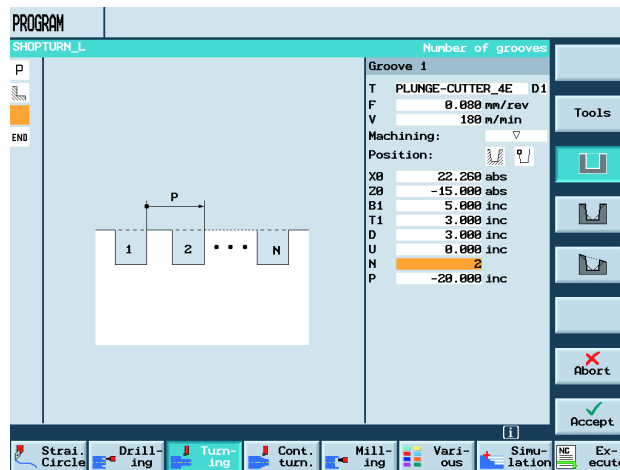 PROGRAM
SHOPTURN_L
Number of grooves
P
END
P
1 2 N
Groove 1
T PLUNGE-CUTTER_4E D1
F 0.080 mm/rev
V 180 m/min
Machining: ▽
Position:
X0 22.260 abs
Z0 -15.000 abs
B1 5.000 inc
T1 3.000 inc
D 3.000 inc
U 0.000 inc
N 2
P -20.000 inc
Tools
Abort
Accept
i
Strai.
Circle
Drill-
ing
Turn-
ing
Cont.
turn.
Mill-
ing
Vari-
ous
Simu-
lation
NC
Ex-
ecute